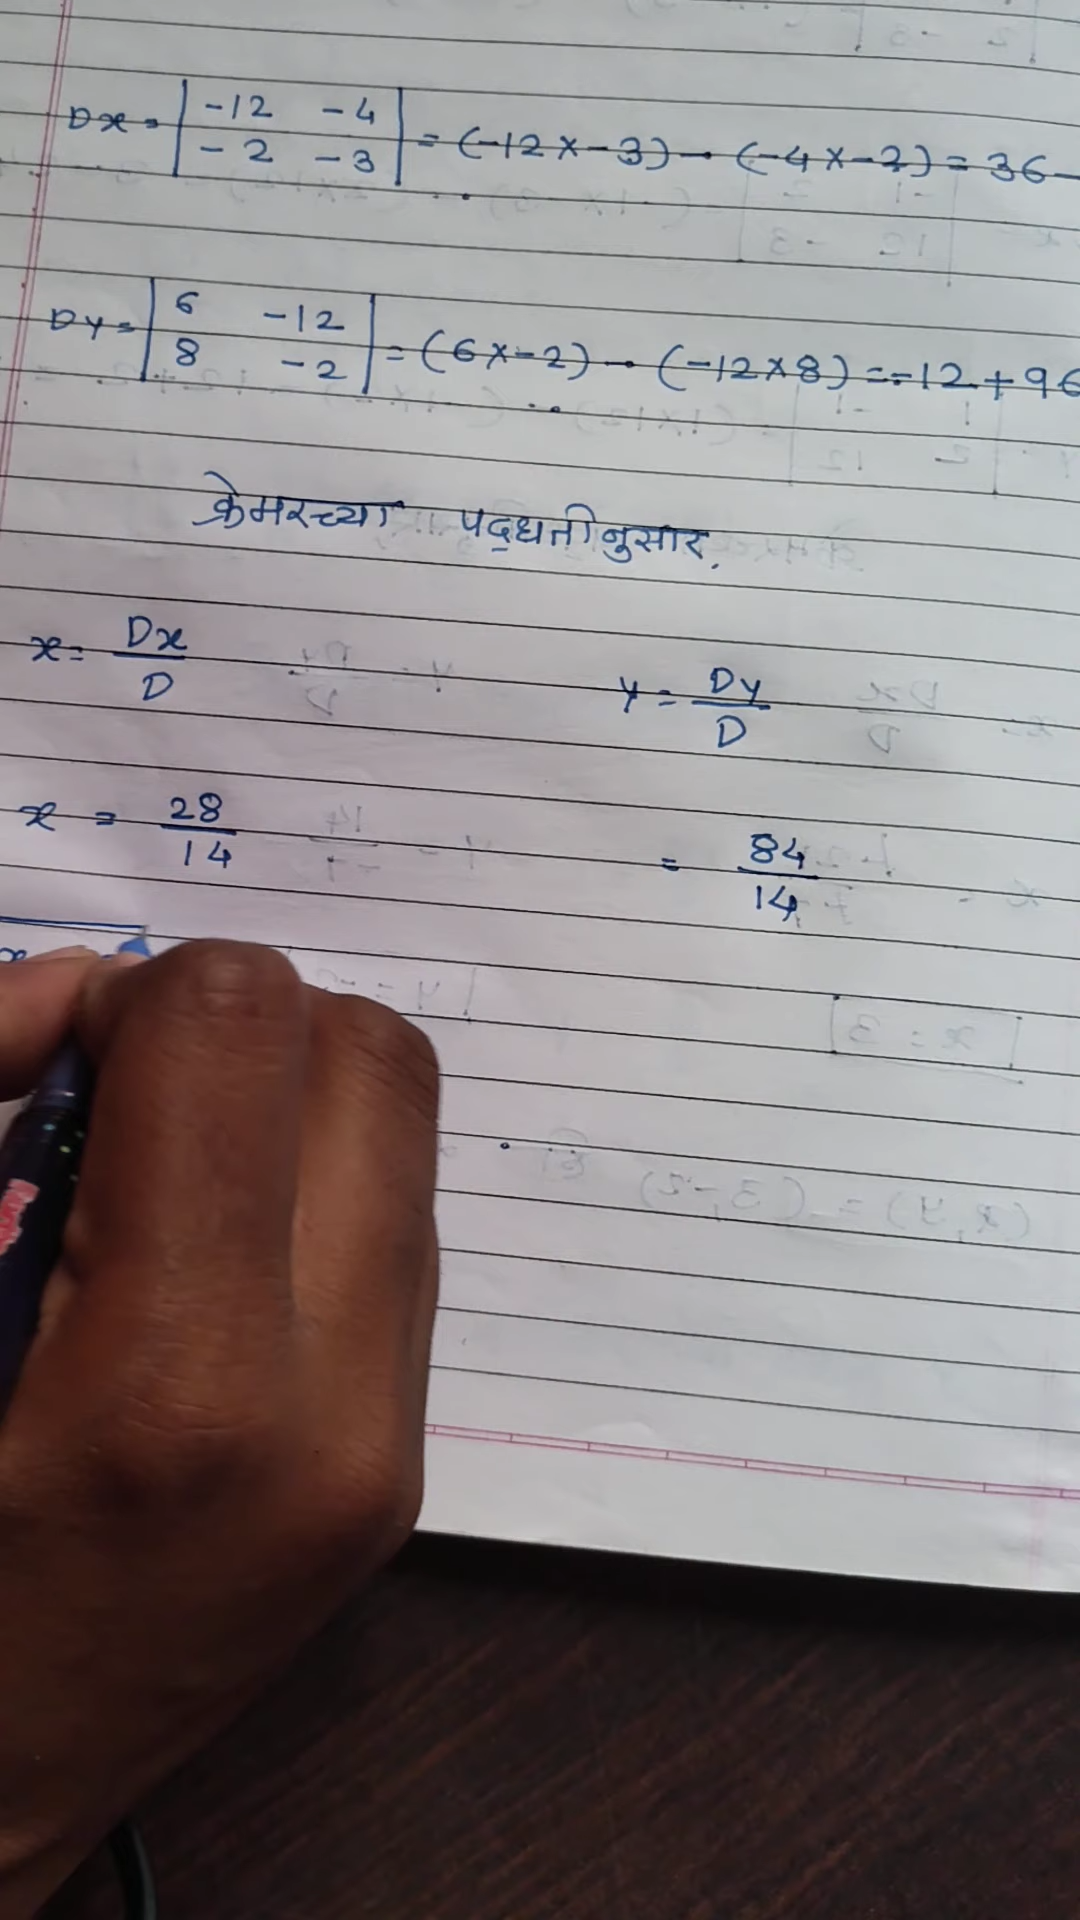 Dx = | -12 -4 | = (-12 x -3) - (-4 x -2) = 36 -
| -2 -3 |
Dy = | 6 -12 | = (6 x -2) - (-12 x 8) = -12 + 96
| 8 -2 |
क्रेमरच्या पद्धतीनुसार.
x = Dx/D y = Dy/D
x = 28/14 = 84/14